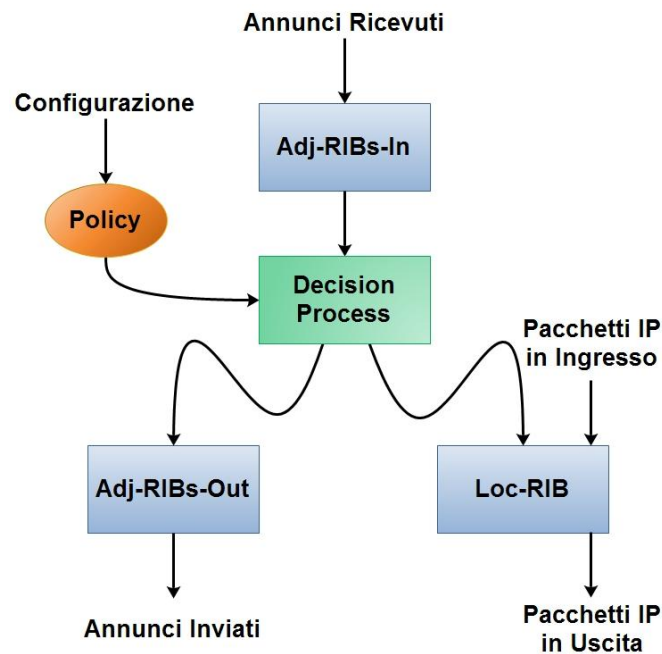 Annunci Ricevuti
Configurazione
Adj-RIBs-In
Policy
Decision
Process
Pacchetti IP
in Ingresso
Adj-RIBs-Out
Loc-RIB
Annunci Inviati
Pacchetti IP
in Uscita